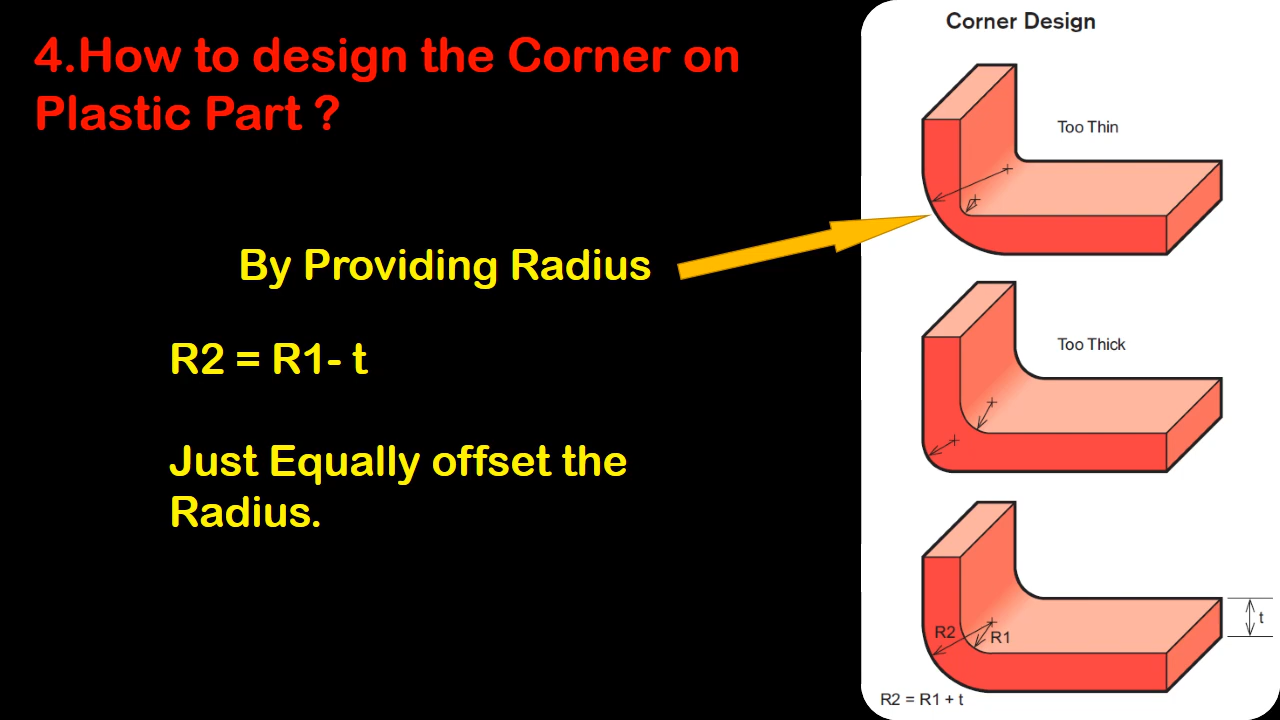 4.How to design the Corner on
Plastic Part ?
By Providing Radius
R2 = R1- t
Just Equally offset the
Radius.
Corner Design
Too Thin
Too Thick
R2
R1
t
R2 = R1 + t